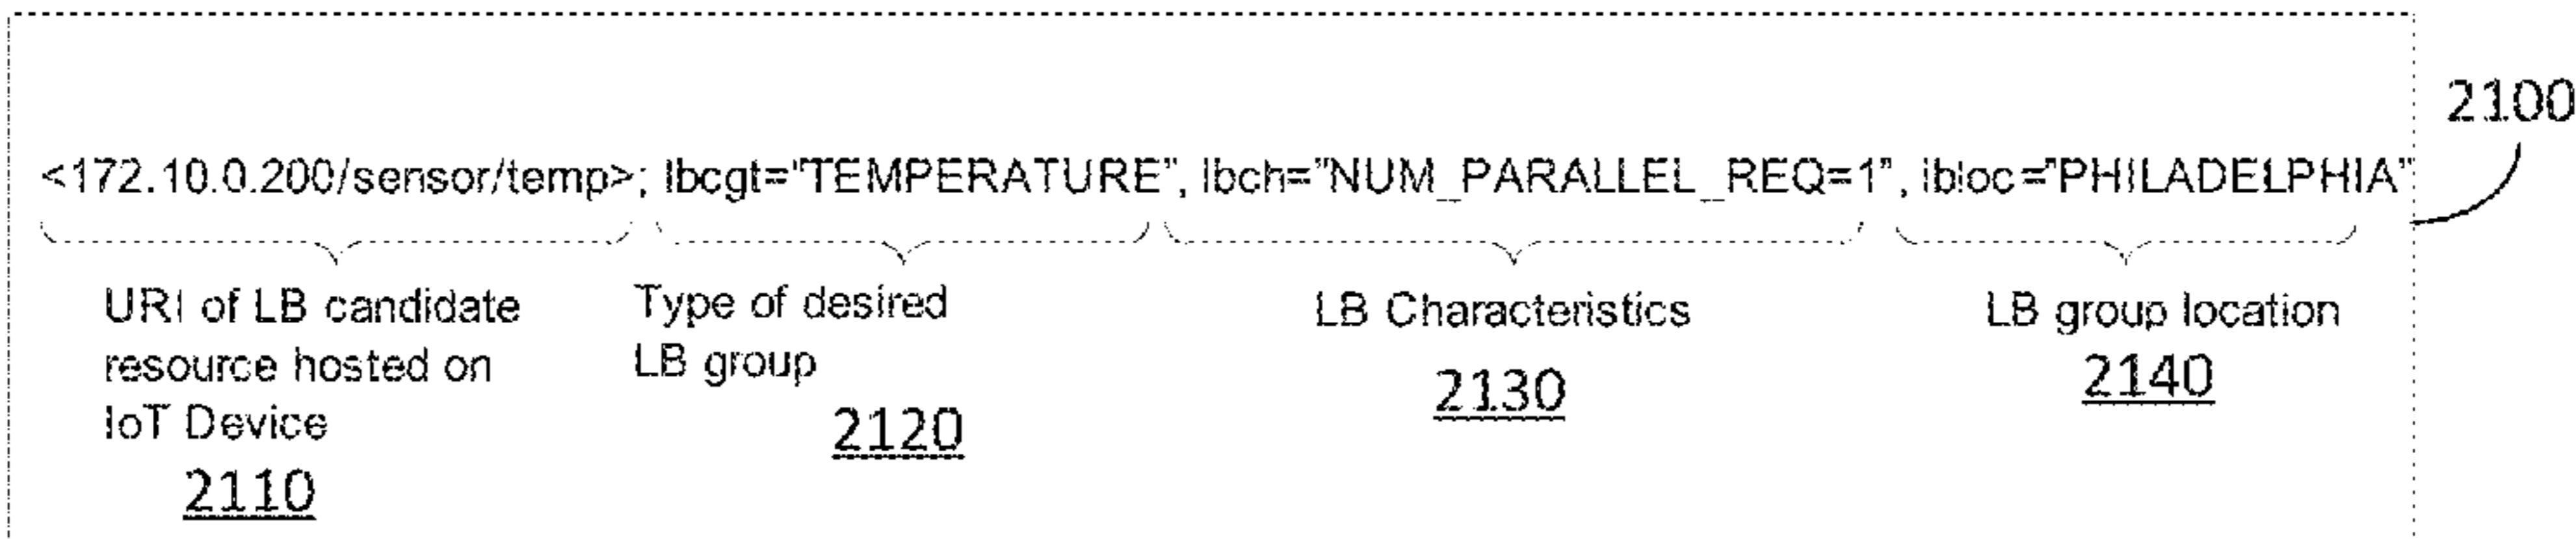 2100
<172.10.0.200/sensor/temp>; lbcgt="TEMPERATURE", lbch="NUM_PARALLEL_REQ=1", lbloc="PHILADELPHIA"
URI of LB candidate
resource hosted on
IoT Device
2110
Type of desired
LB group
2120
LB Characteristics
2130
LB group location
2140